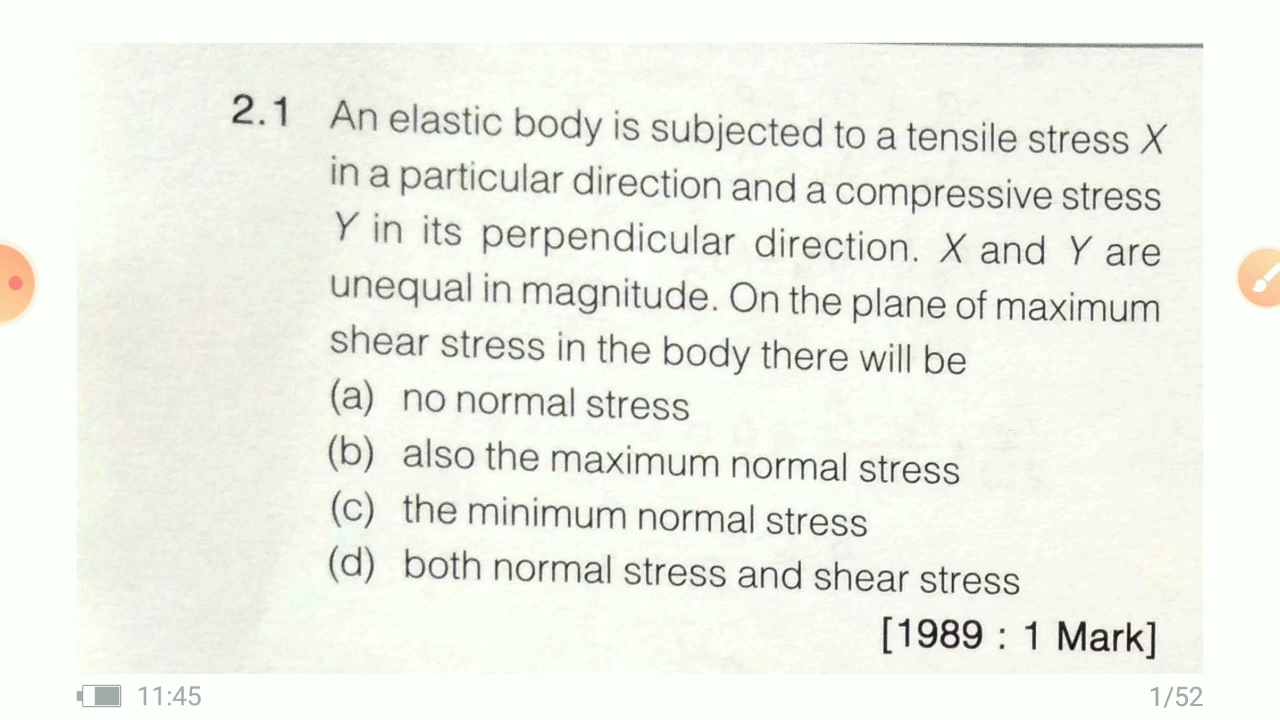 2.1 An elastic body is subjected to a tensile stress X
in a particular direction and a compressive stress
Y in its perpendicular direction. X and Y are
unequal in magnitude. On the plane of maximum
shear stress in the body there will be
(a) no normal stress
(b) also the maximum normal stress
(c) the minimum normal stress
(d) both normal stress and shear stress
[1989 : 1 Mark]
11:45 1/52